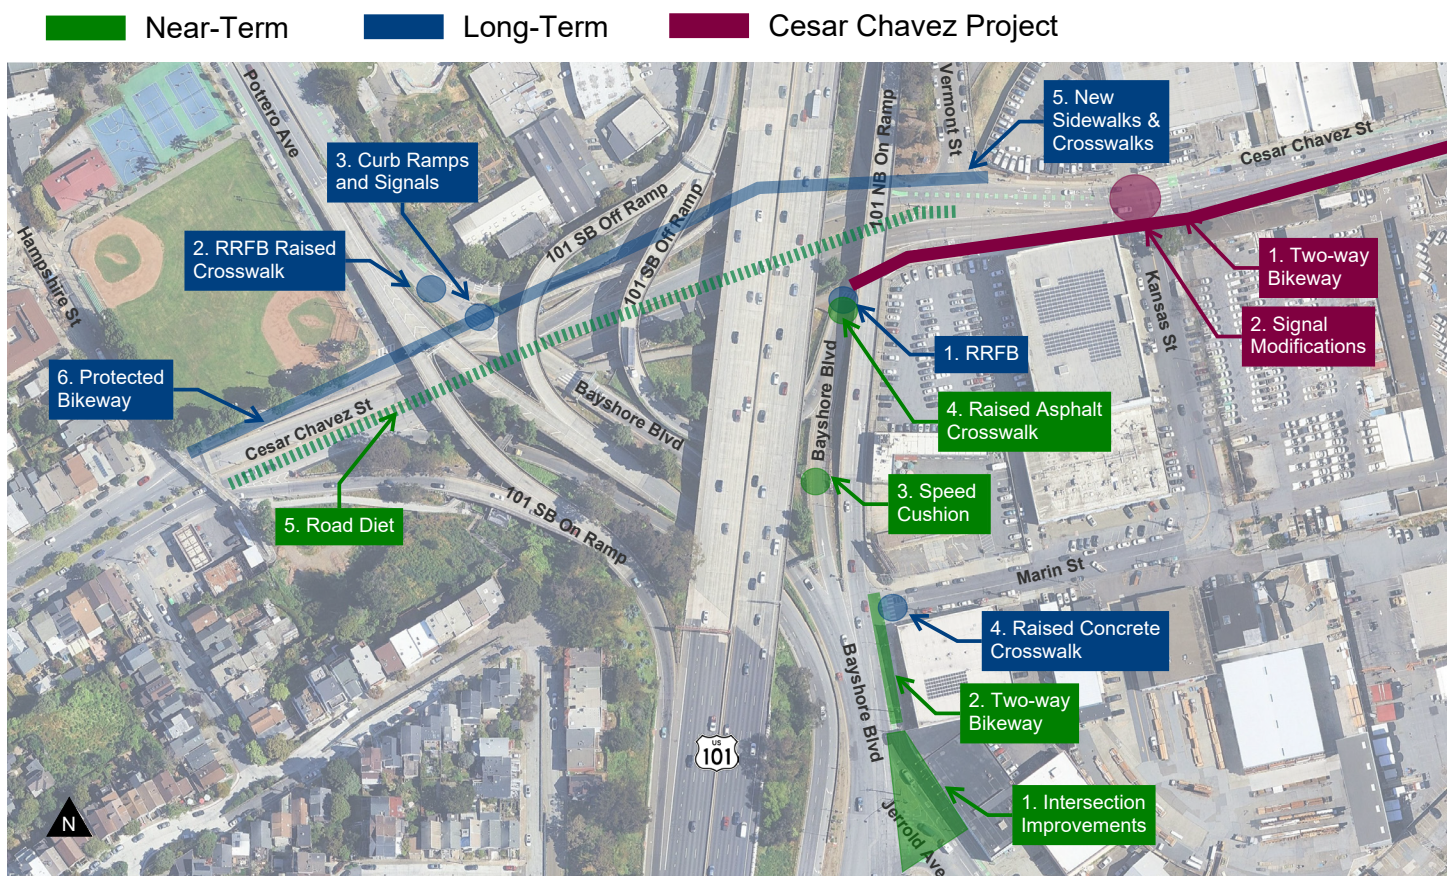 Near-Term
Long-Term
Cesar Chavez Project
Potrero Ave
Vermont St
101 NB On Ramp
5. New
Sidewalks &
Crosswalks
Cesar Chavez St
3. Curb Ramps
and Signals
101 SB Off Ramp
101 SB Off Ramp
Hampshire St
2. RRFB Raised
Crosswalk
1. Two-way
Bikeway
Kansas St
2. Signal
Modifications
1. RRFB
6. Protected
Bikeway
Cesar Chavez St
Bayshore Blvd
Bayshore Blvd
4. Raised Asphalt
Crosswalk
3. Speed
Cushion
5. Road Diet
101 SB On Ramp
Marin St
4. Raised Concrete
Crosswalk
Bayshore Blvd
2. Two-way
Bikeway
US
101
1. Intersection
Improvements
Jerrold Ave
N